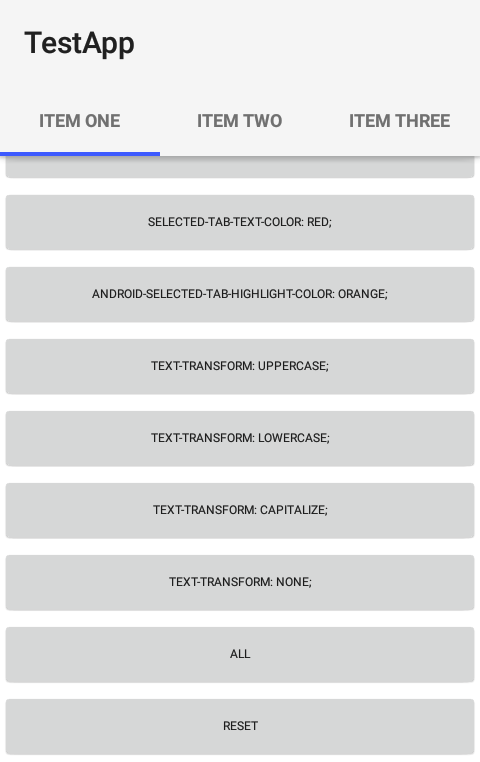 TestApp
ITEM ONE
ITEM TWO
ITEM THREE
SELECTED-TAB-TEXT-COLOR: RED;
ANDROID-SELECTED-TAB-HIGHLIGHT-COLOR: ORANGE;
TEXT-TRANSFORM: UPPERCASE;
TEXT-TRANSFORM: LOWERCASE;
TEXT-TRANSFORM: CAPITALIZE;
TEXT-TRANSFORM: NONE;
ALL
RESET